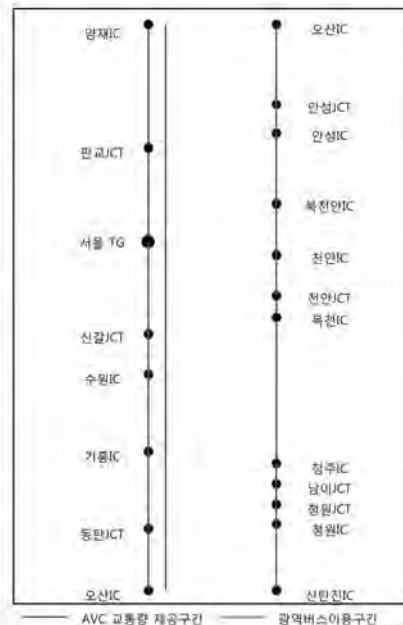 양재IC
판교JCT
서울 TG
신갈JCT
수원IC
기흥IC
동탄JCT
오산IC
오산IC
안성JCT
안성IC
북천안IC
천안IC
천안JCT
목천IC
청주IC
남이JCT
청원JCT
청원IC
신탄진IC
AVC 교통량 제공구간
광역버스이용구간